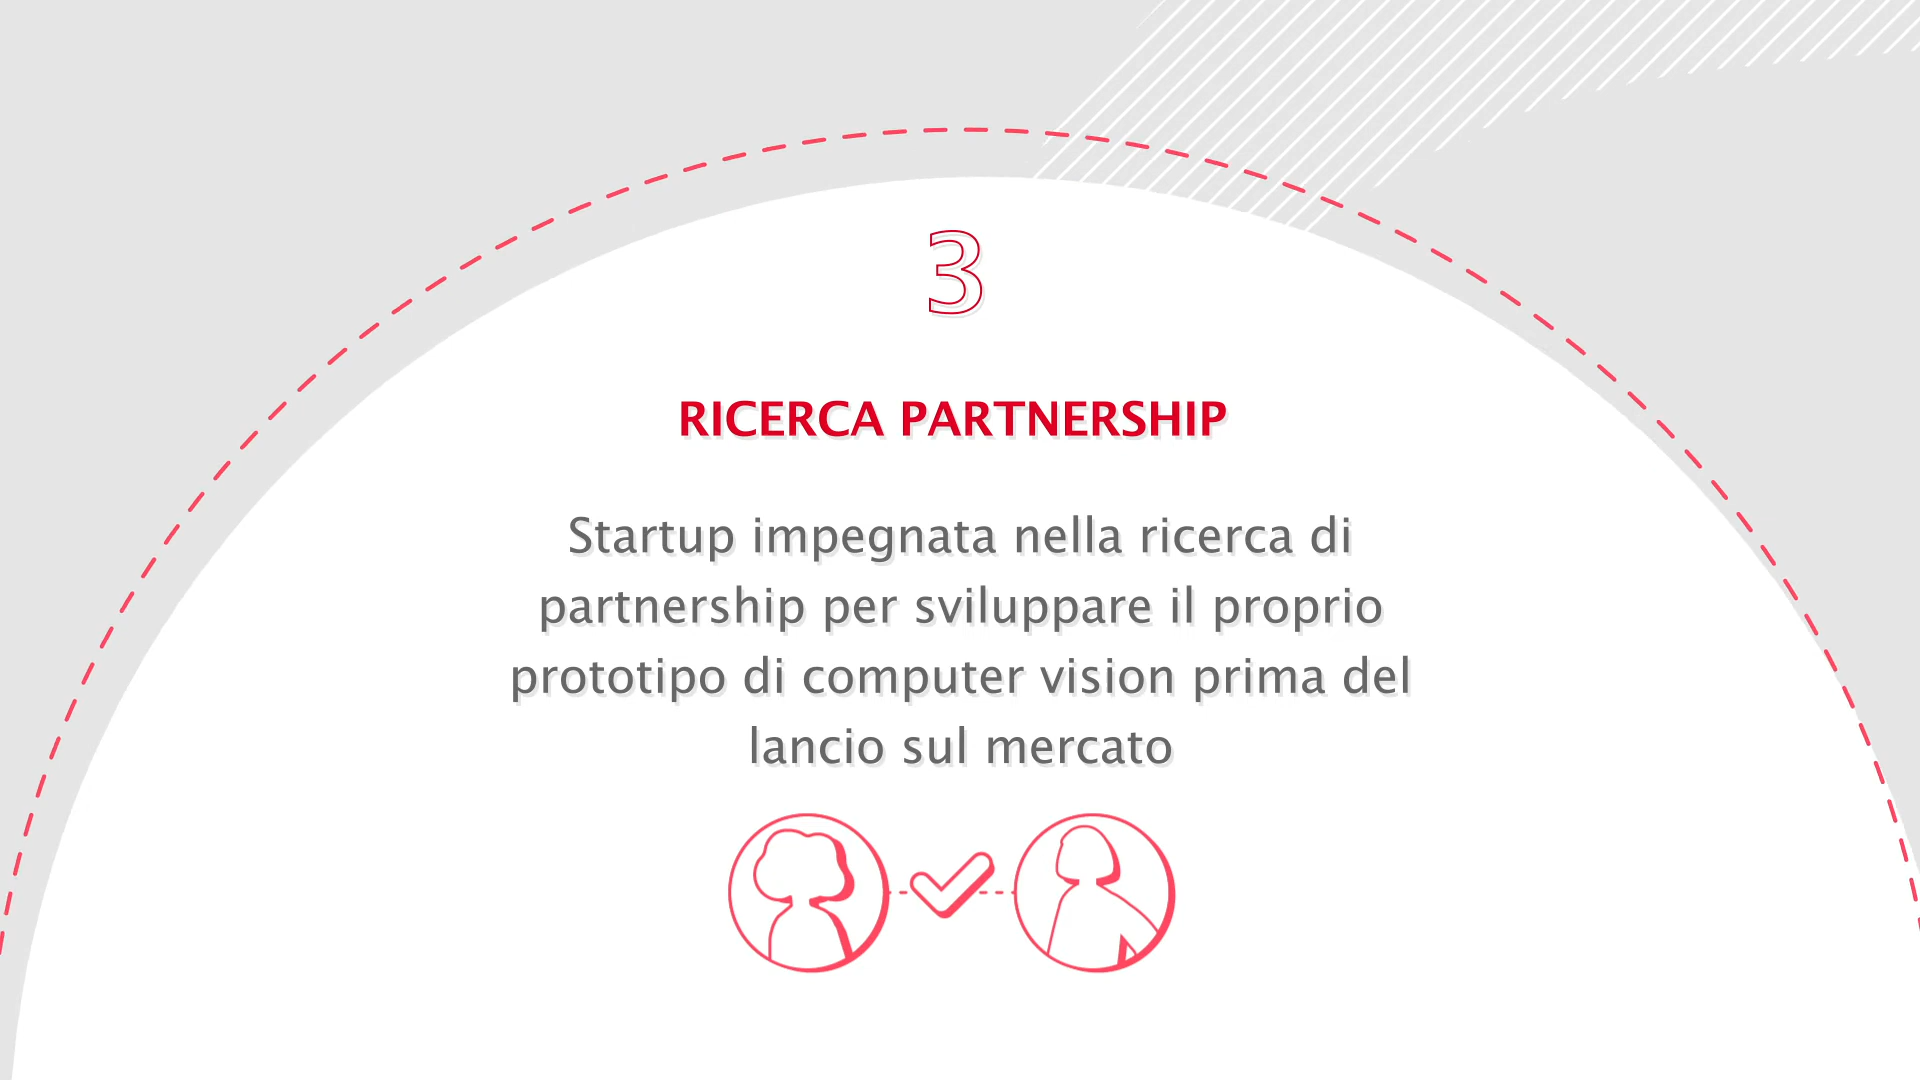 3
RICERCA PARTNERSHIP
Startup impegnata nella ricerca di
partnership per sviluppare il proprio
prototipo di computer vision prima del
lancio sul mercato